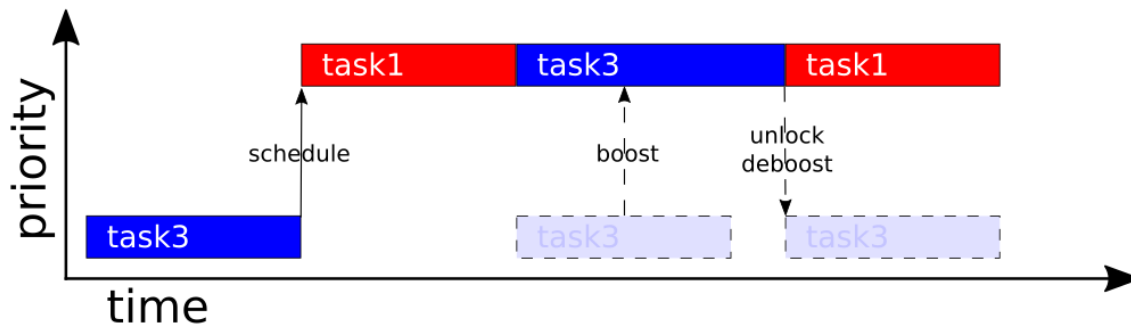 task1 task3 task1
schedule boost unlock
deboost
priority
task3 task3 task3
time